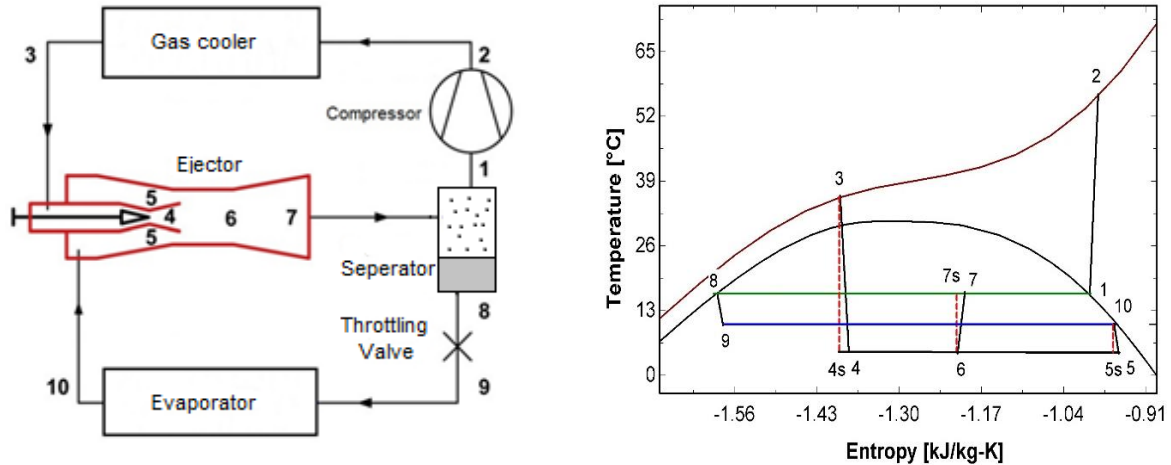 Gas cooler
3
2
Compressor
Ejector
1
5
4
6
7
5
Seperator
8
Throttling
Valve
9
10
Evaporator
Temperature [°C]
65
52
39
26
13
0
2
3
8
7s
7
1
10
9
4s
4
6
5s
5
-1.56
-1.43
-1.30
-1.17
-1.04
-0.91
Entropy [kJ/kg-K]